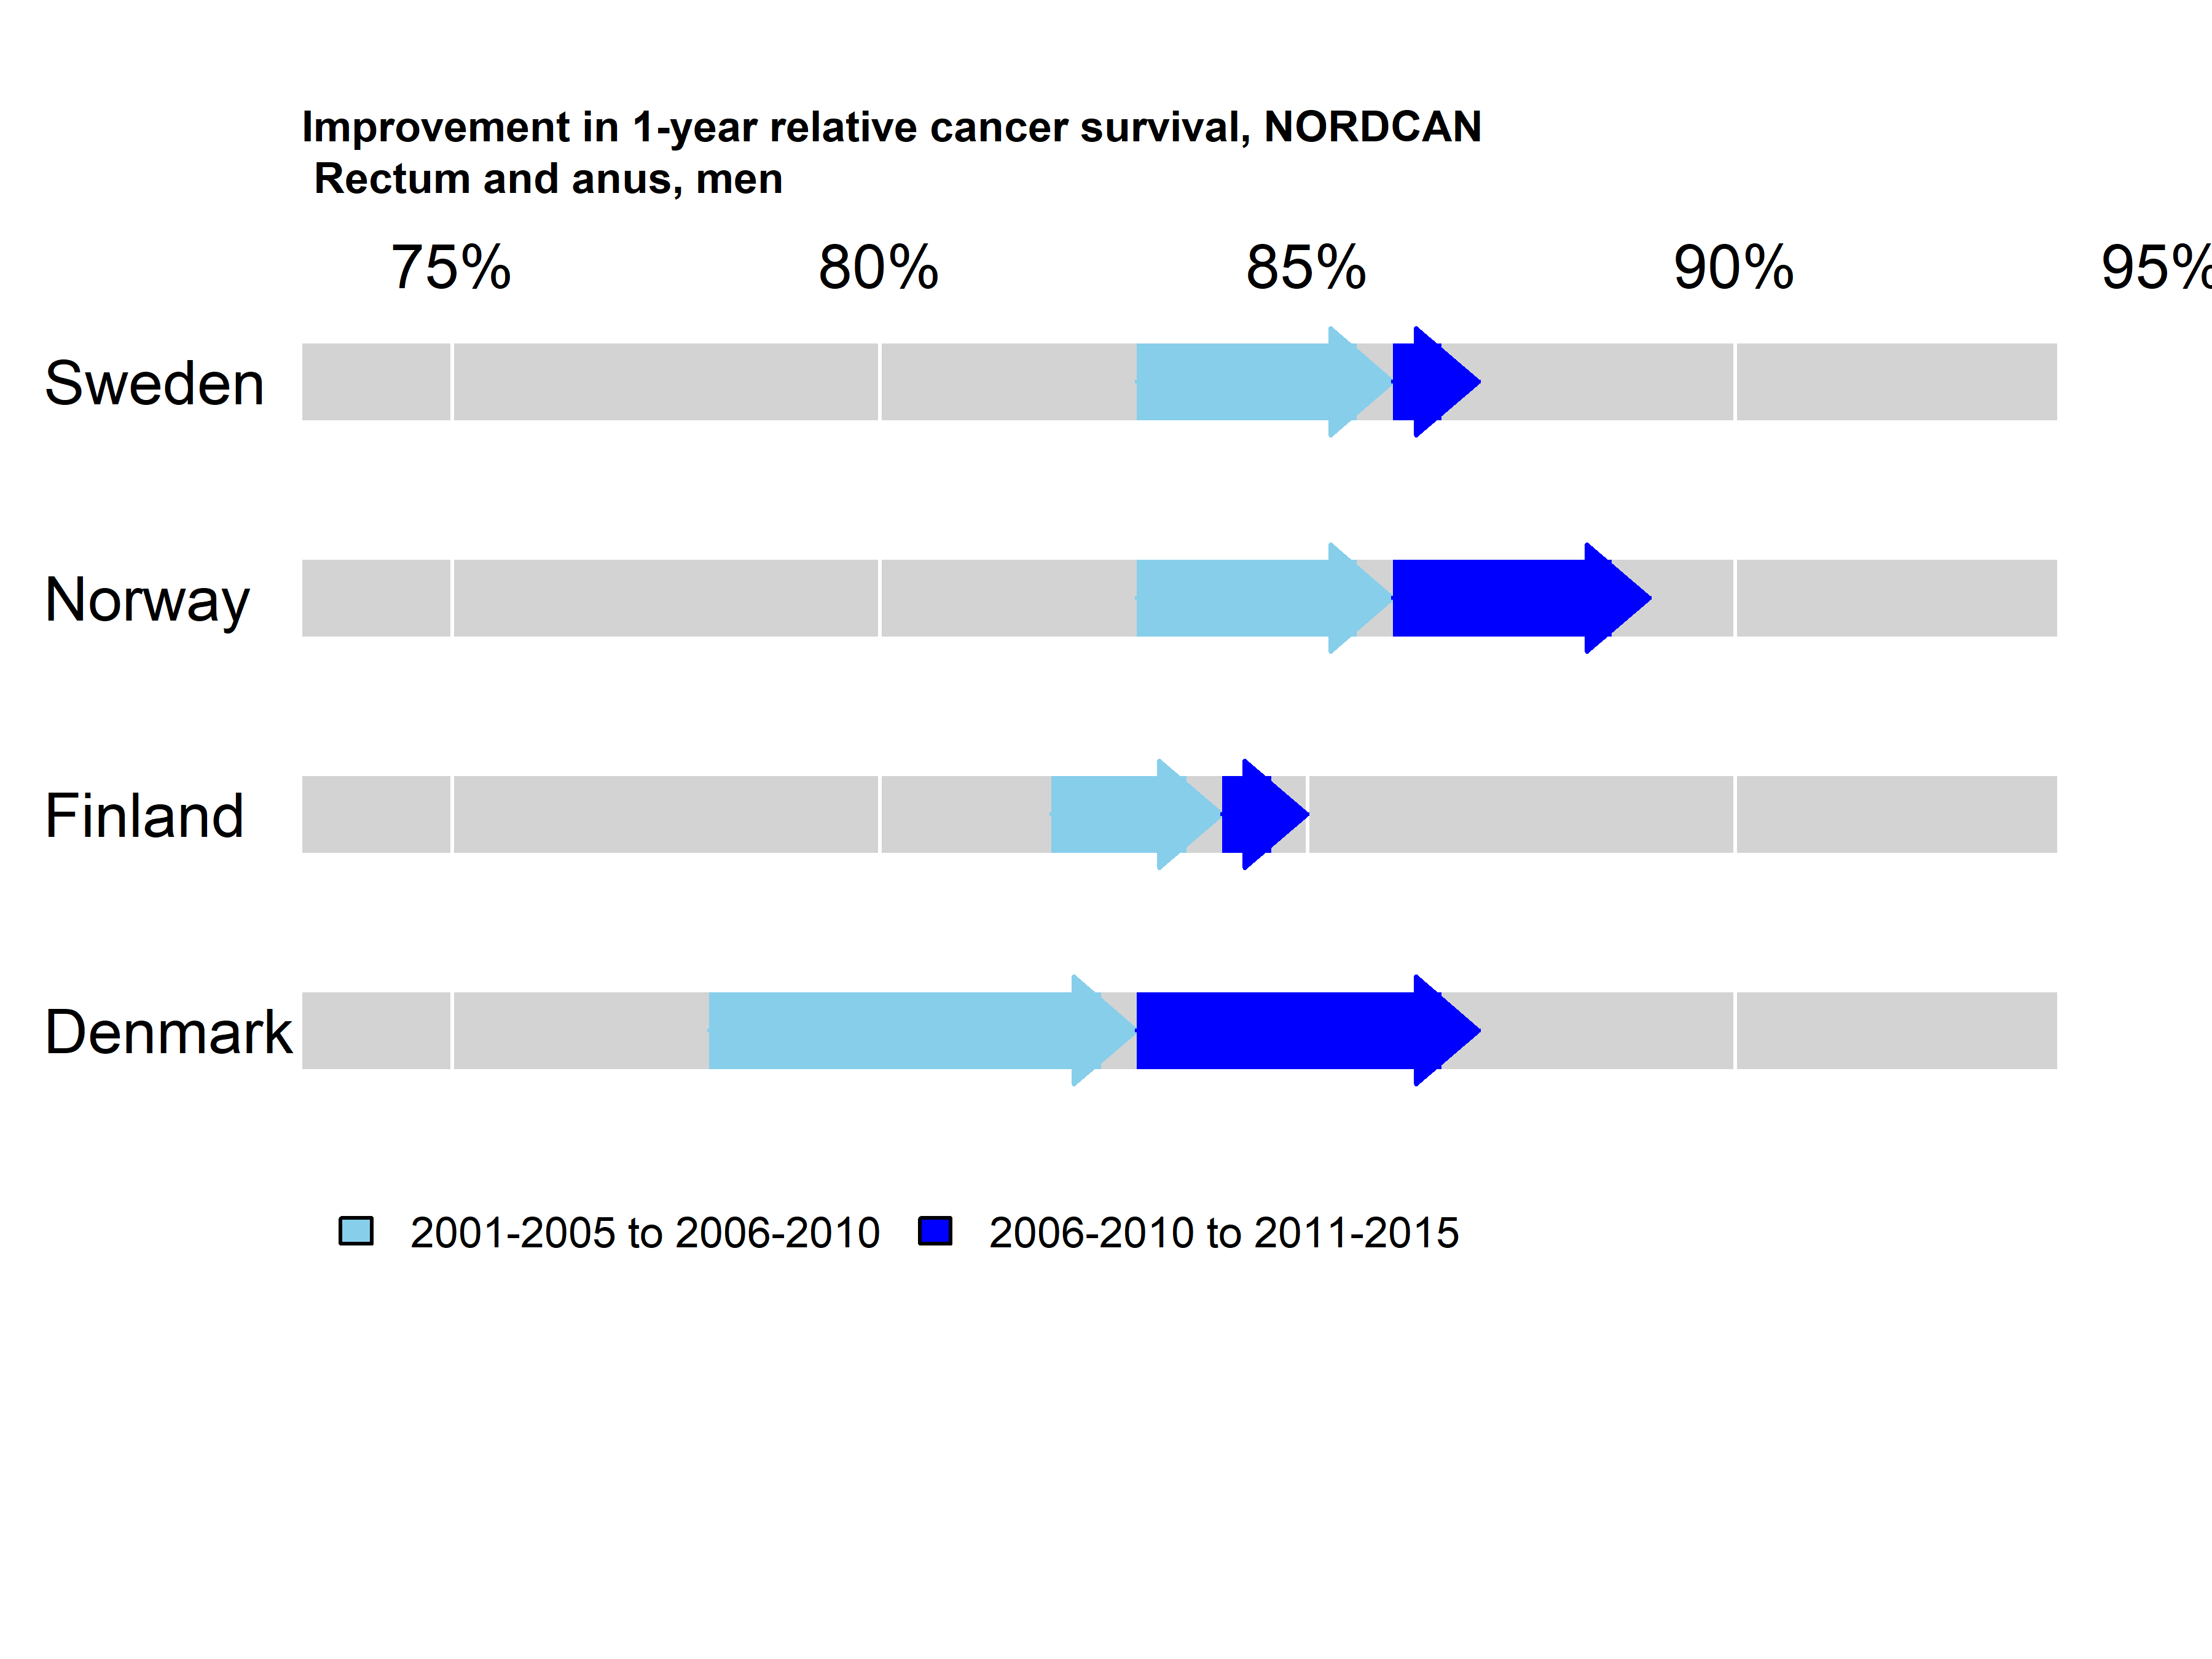 Improvement in 1-year relative cancer survival, NORDCAN
Rectum and anus, men
75% 80% 85% 90% 95%
Sweden
Norway
Finland
Denmark
2001-2005 to 2006-2010 2006-2010 to 2011-2015